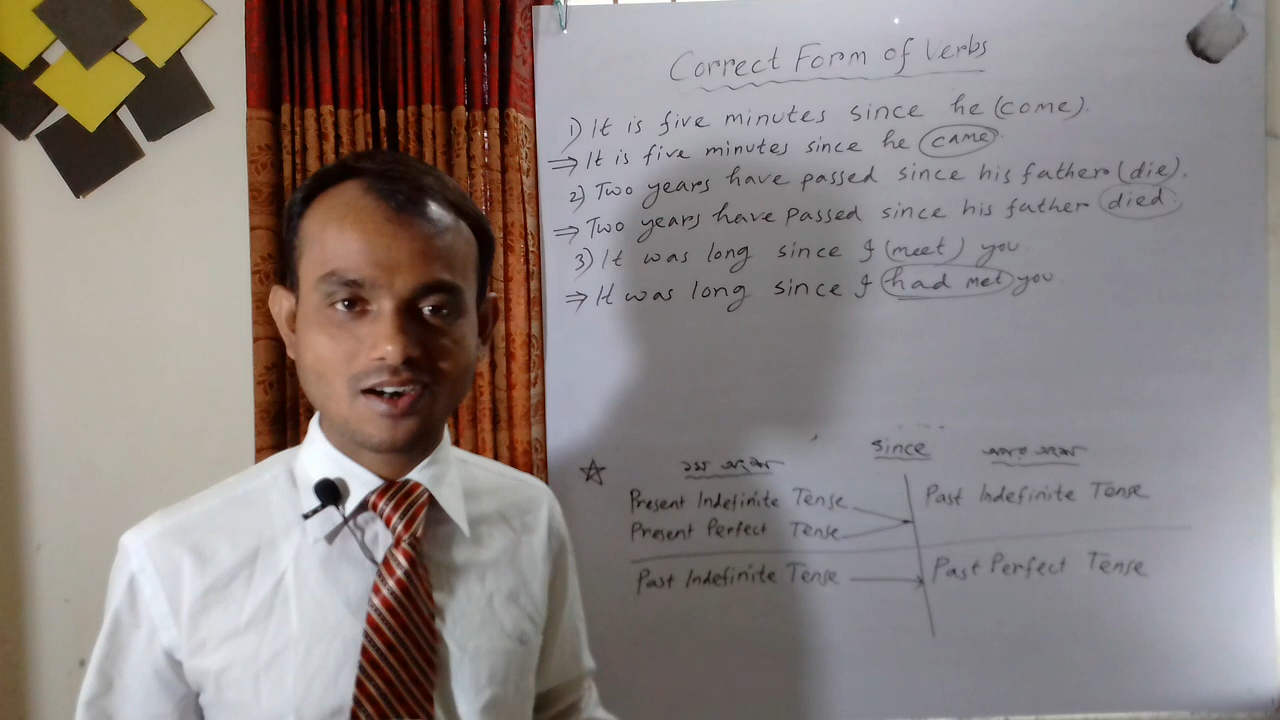 Correct Form of Verbs
1) It is five minutes since he (come).
⇒ It is five minutes since he came.
2) Two years have passed since his father (die).
⇒ Two years have passed since his father died.
3) It was long since I (meet) you.
⇒ It was long since I had met you.
since
Present Indefinite Tense Past Indefinite Tense
Present Perfect Tense
Past Indefinite Tense Past Perfect Tense